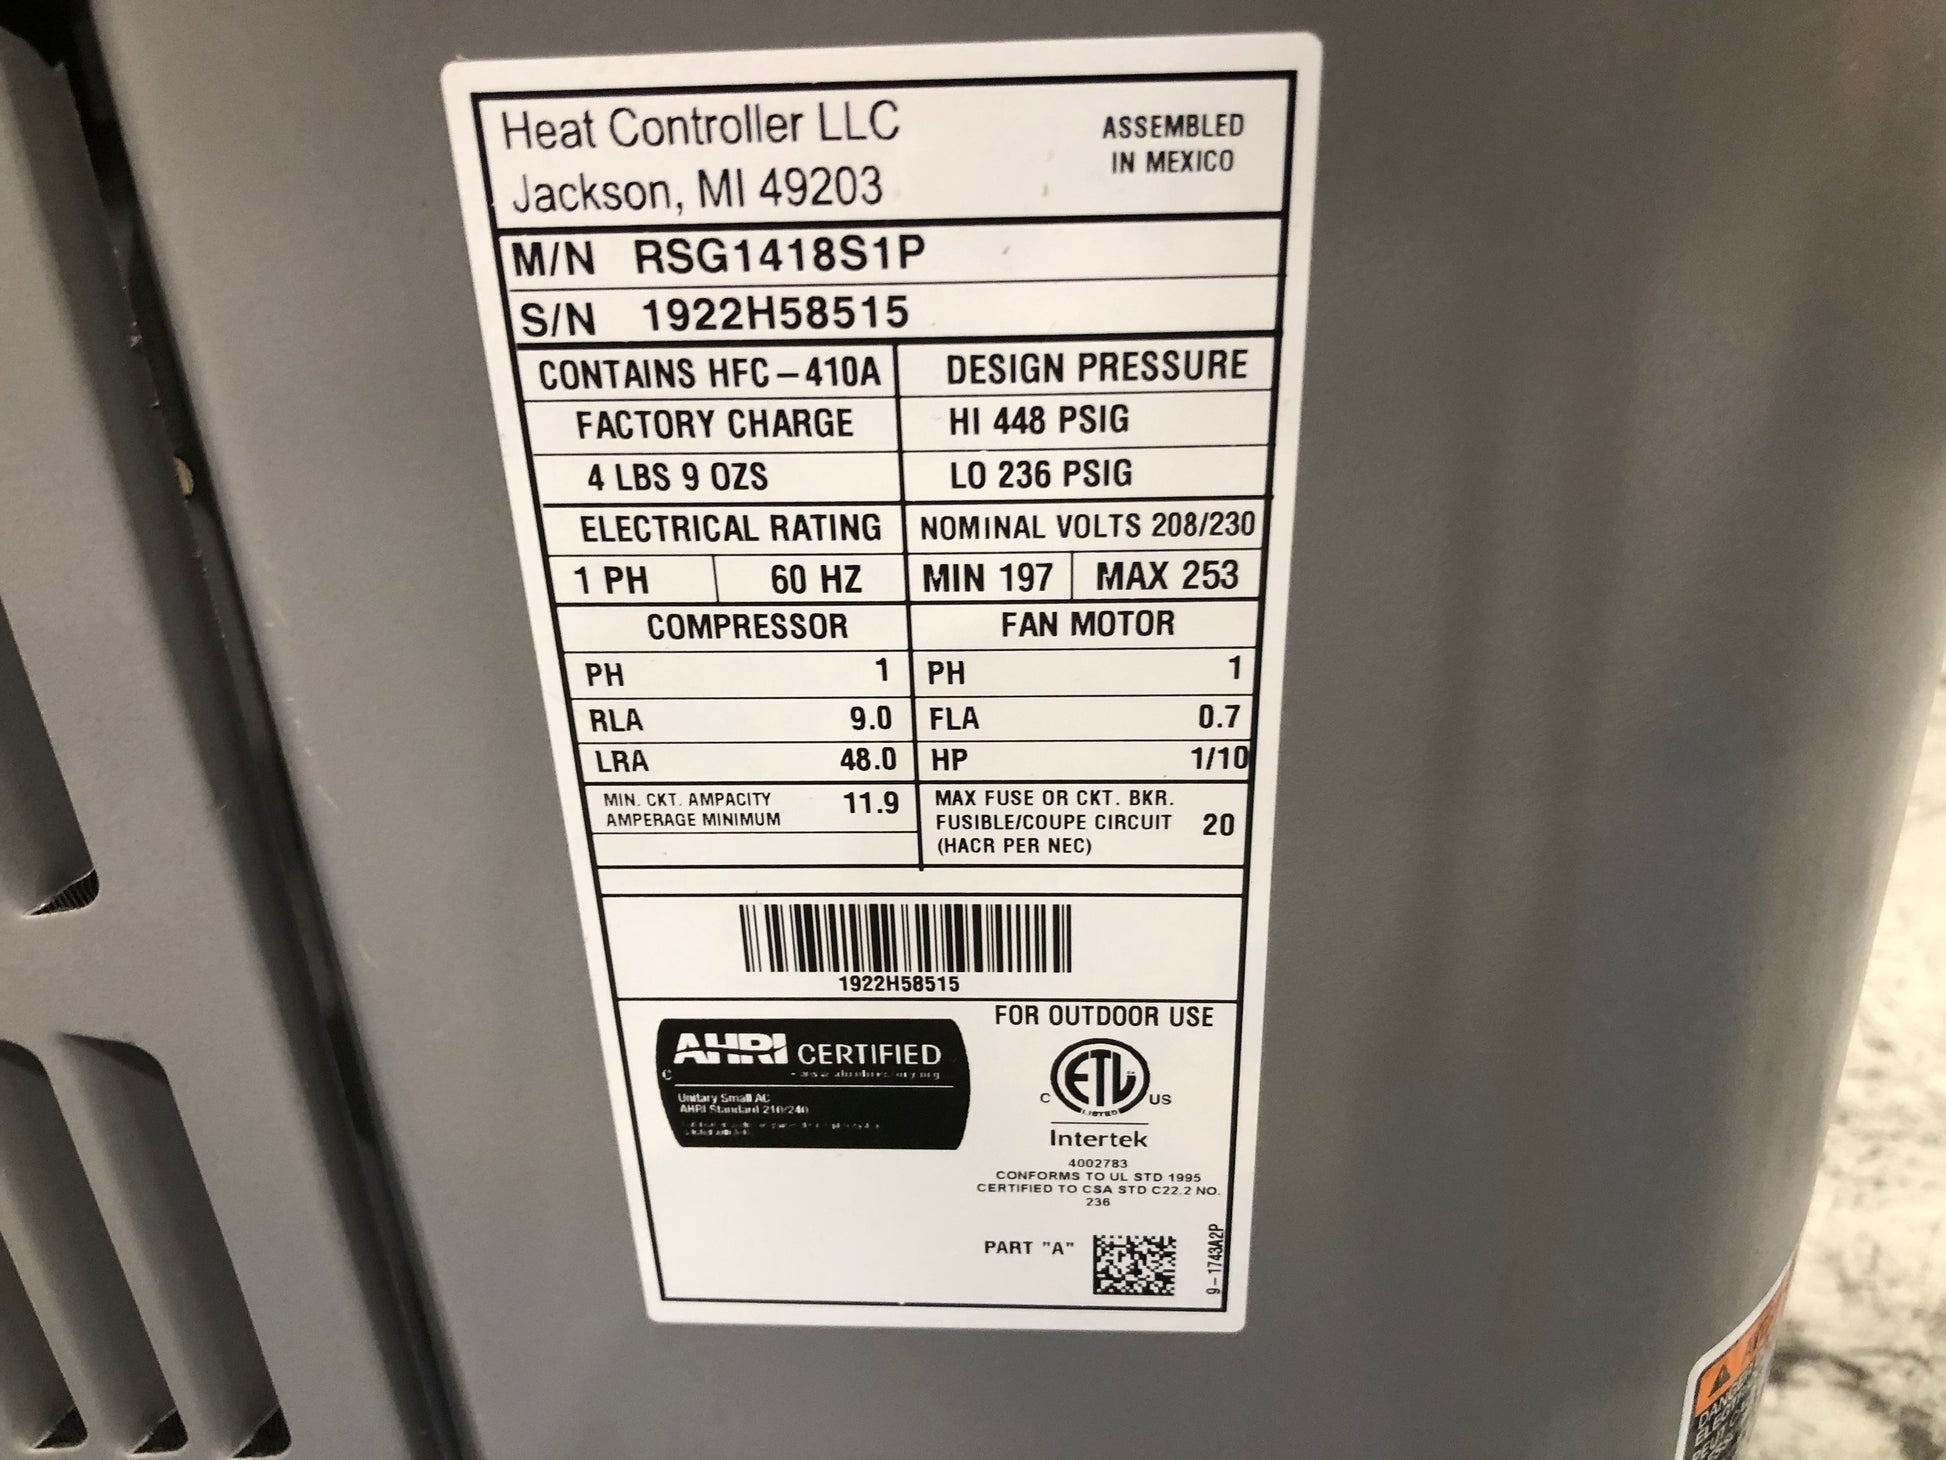 Heat Controller LLC
Jackson, MI 49203
ASSEMBLED
IN MEXICO
M/N RSG1418S1P
S/N 1922H58515
CONTAINS HFC-410A
DESIGN PRESSURE
FACTORY CHARGE
HI 448 PSIG
4 LBS 9 OZS
LO 236 PSIG
ELECTRICAL RATING
NOMINAL VOLTS 208/230
1 PH 60 HZ
MIN 197 MAX 253
COMPRESSOR
FAN MOTOR
PH 1
PH 1
RLA 9.0
FLA 0.7
LRA 48.0
HP 1/10
MIN. CKT. AMPACITY
AMPERAGE MINIMUM
11.9
MAX FUSE OR CKT. BKR.
FUSIBLE/COUPE CIRCUIT
(HACR PER NEC)
20
1922H58515
AHRI CERTIFIED
Unitary Small AC
AHRI Standard 210/240
FOR OUTDOOR USE
ETL
LISTED
C US
Intertek
4002783
CONFORMS TO UL STD 1995
CERTIFIED TO CSA STD C22.2 NO.
236
PART "A"
9-1743A2P